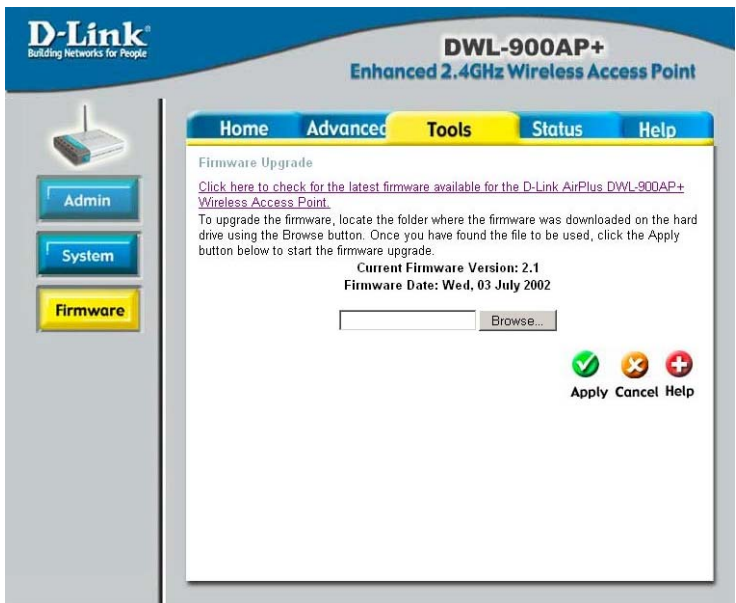 D-Link
Building Networks for People
DWL-900AP+
Enhanced 2.4GHz Wireless Access Point
Home Advanced Tools Status Help
Admin
System
Firmware
Firmware Upgrade
Click here to check for the latest firmware available for the D-Link AirPlus DWL-900AP+
Wireless Access Point.
To upgrade the firmware, locate the folder where the firmware was downloaded on the hard
drive using the Browse button. Once you have found the file to be used, click the Apply
button below to start the firmware upgrade.
Current Firmware Version: 2.1
Firmware Date: Wed, 03 July 2002
Browse...
Apply Cancel Help